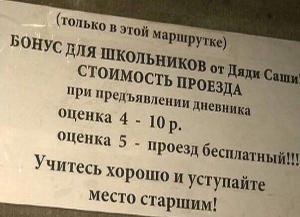 (только в этой маршрутке)
БОНУС ДЛЯ ШКОЛЬНИКОВ от Дяди Саши!
СТОИМОСТЬ ПРОЕЗДА
при предъявлении дневника
оценка 4 - 10 р.
оценка 5 - проезд бесплатный!!!
Учитесь хорошо и уступайте
место старшим!